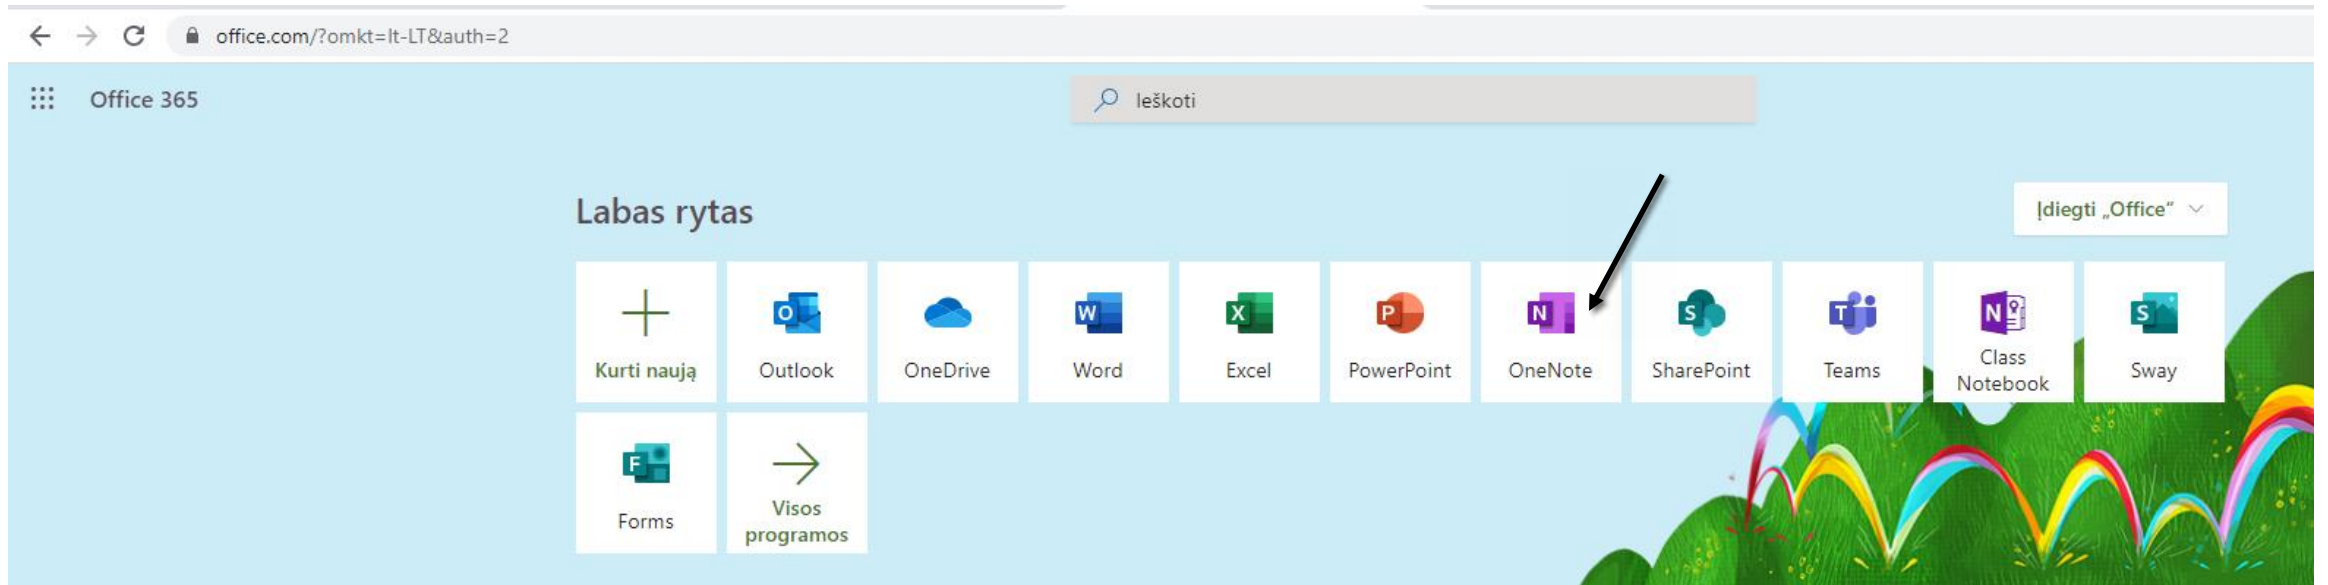 office.com/?omkt=lt-LT&auth=2
Office 365
Ieškoti
Labas rytas
Įdiegti „Office“
Kurti naują
Outlook
OneDrive
Word
Excel
PowerPoint
OneNote
SharePoint
Teams
Class
Notebook
Sway
Forms
Visos
programos